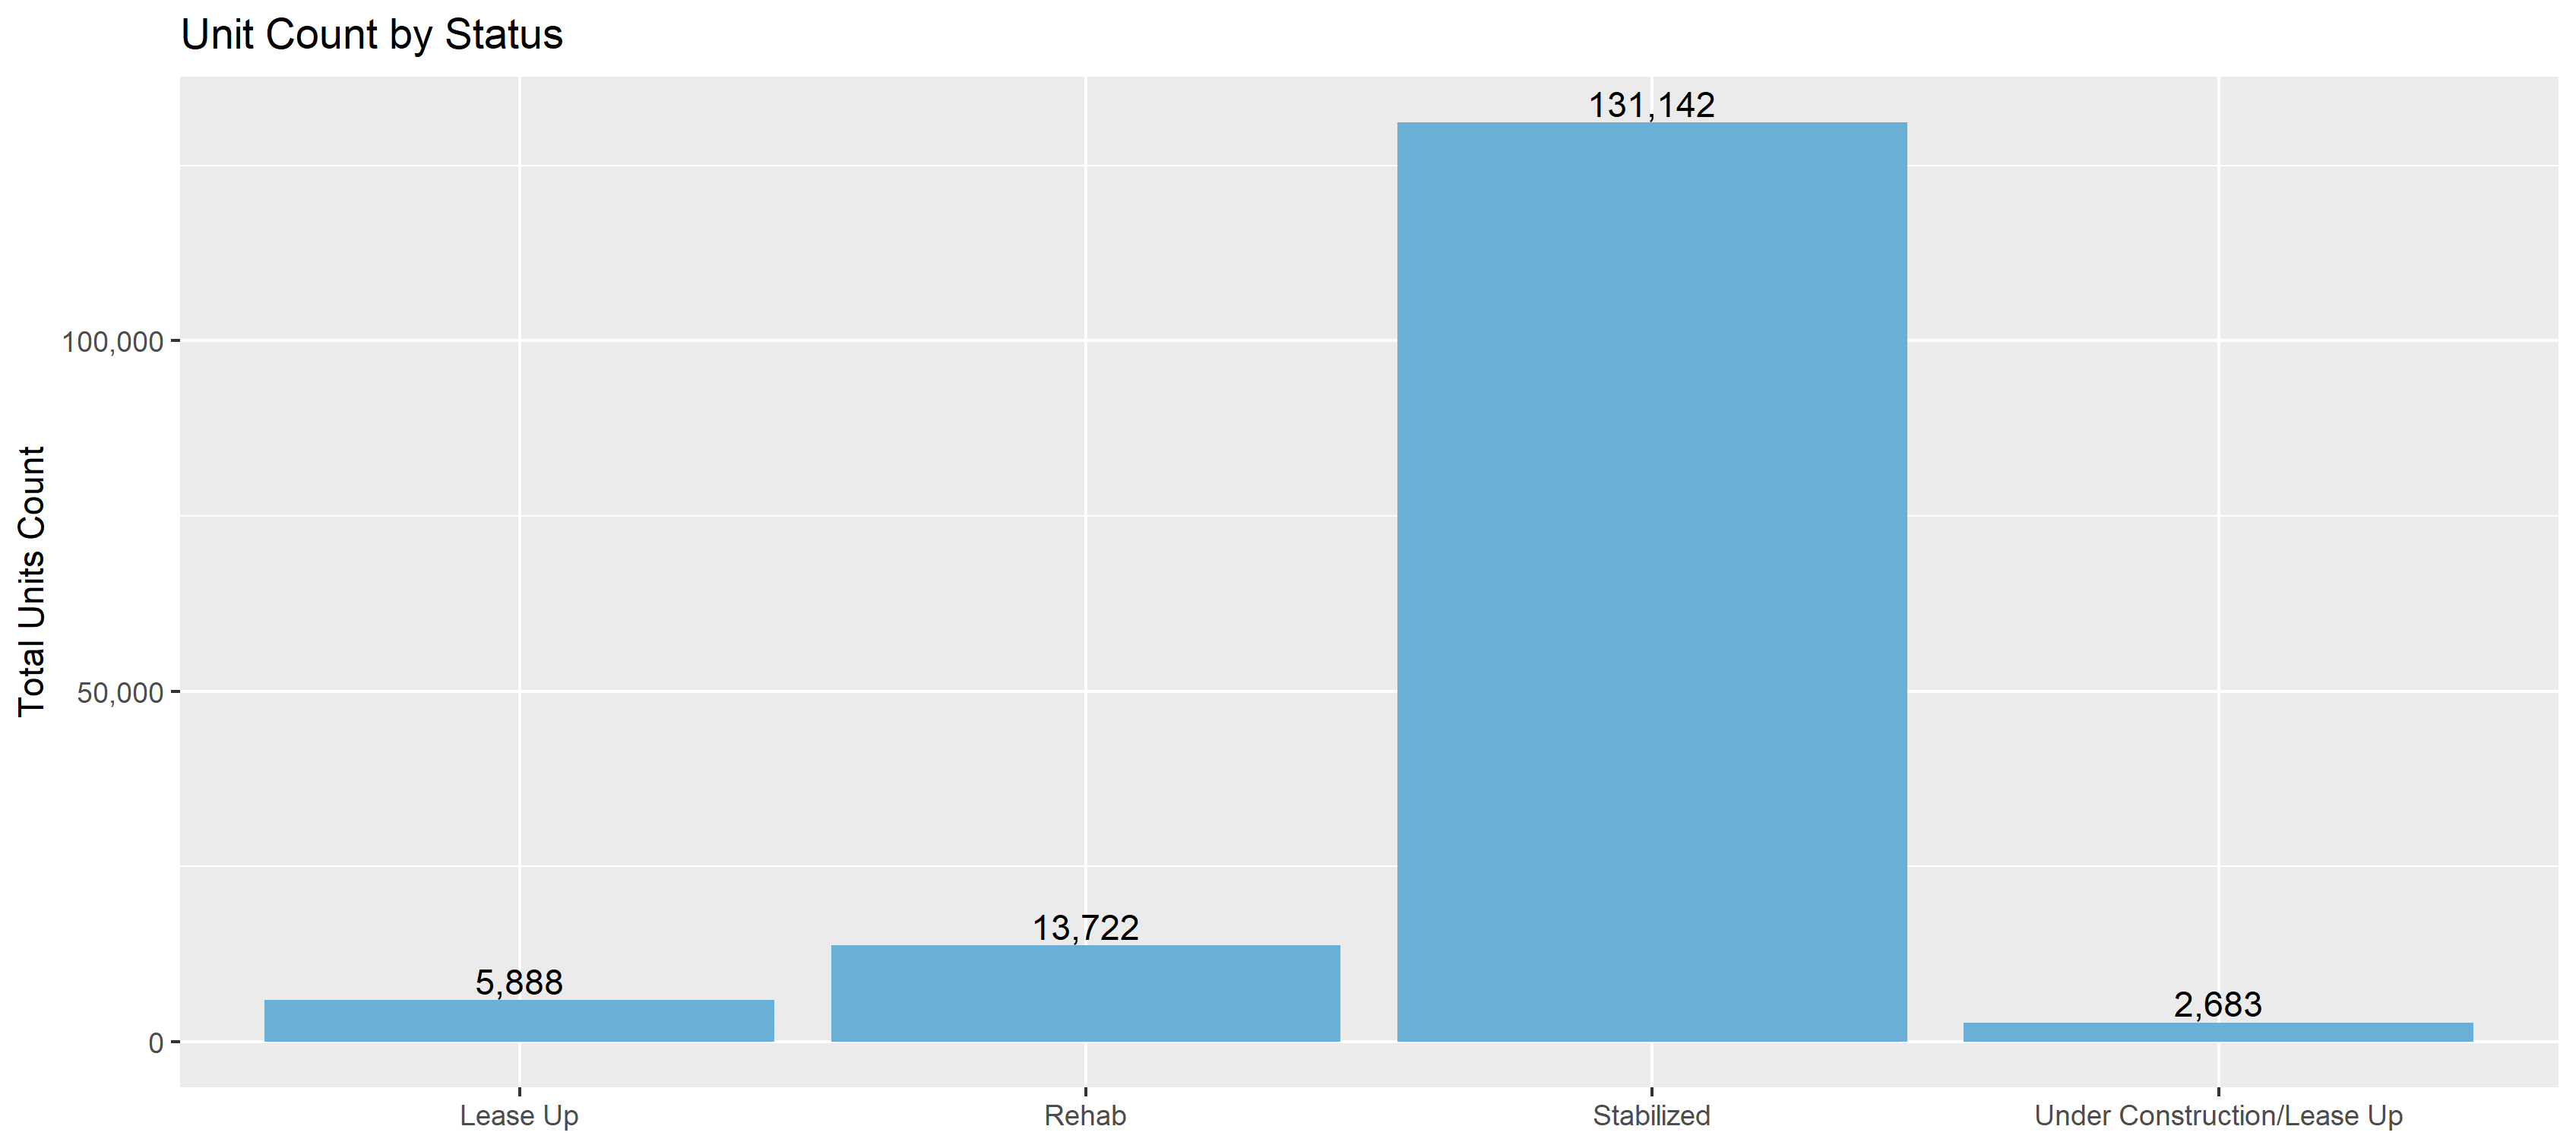 Unit Count by Status
Total Units Count
100,000
50,000
0
5,888
13,722
131,142
2,683
Lease Up
Rehab
Stabilized
Under Construction/Lease Up